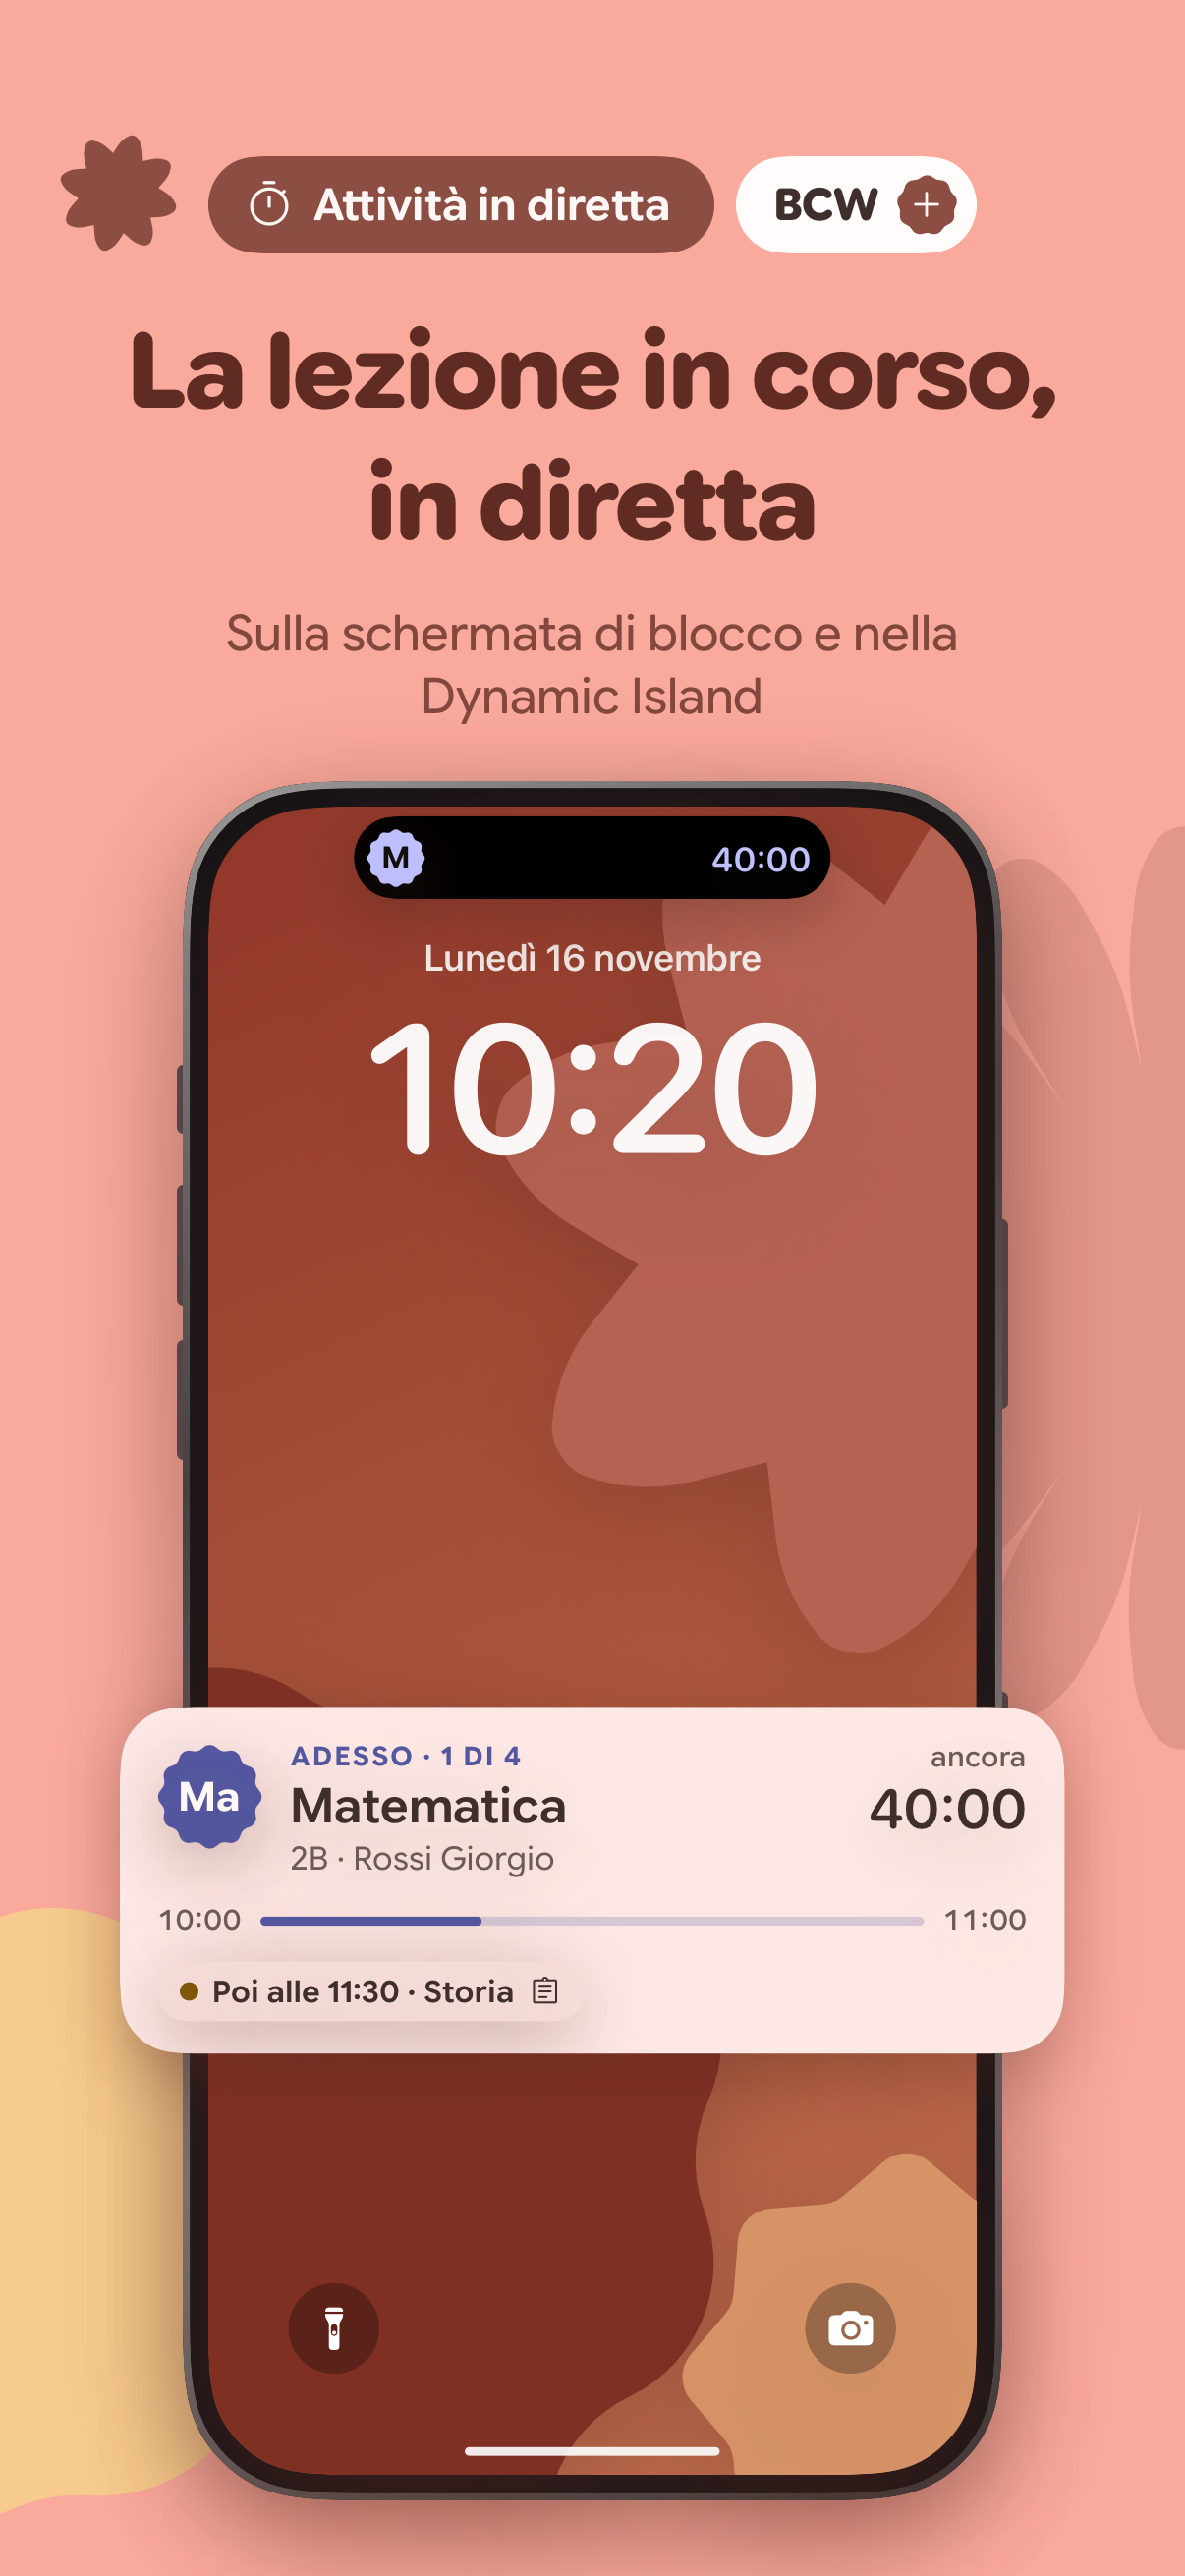 Attività in diretta
BCW
La lezione in corso,
in diretta
Sulla schermata di blocco e nella
Dynamic Island
M 40:00
Lunedì 16 novembre
10:20
Ma
ADESSO · 1 DI 4
Matematica
2B · Rossi Giorgio
ancora
40:00
10:00 11:00
Poi alle 11:30 · Storia